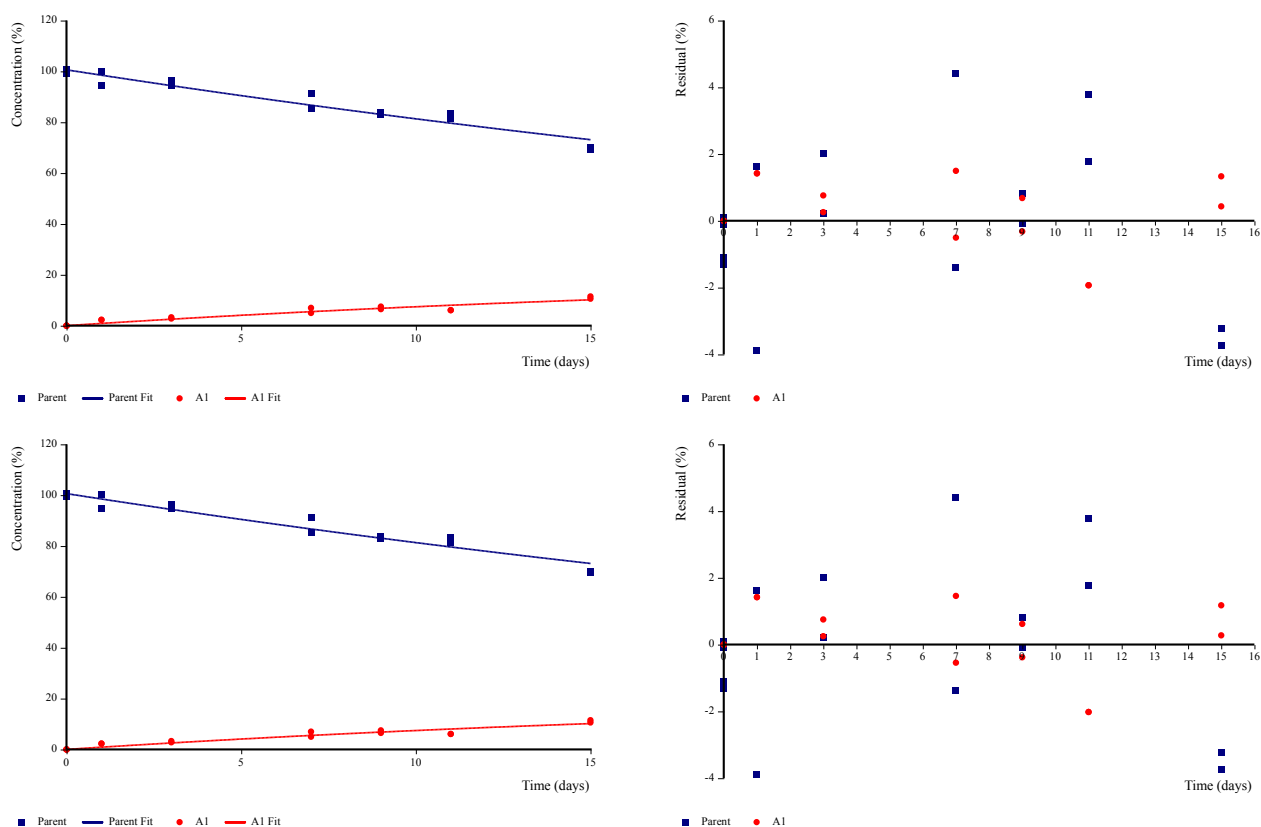 Concentration (%)
120
100
80
60
40
20
0
0 5 10 15
Time (days)
Parent Parent Fit A1 A1 Fit
Residual (%)
6
4
2
0
-2
-4
0 1 2 3 4 5 6 7 8 9 10 11 12 13 14 15 16
Time (days)
Parent A1
Concentration (%)
120
100
80
60
40
20
0
0 5 10 15
Time (days)
Parent Parent Fit A1 A1 Fit
Residual (%)
6
4
2
0
-2
-4
0 1 2 3 4 5 6 7 8 9 10 11 12 13 14 15 16
Time (days)
Parent A1